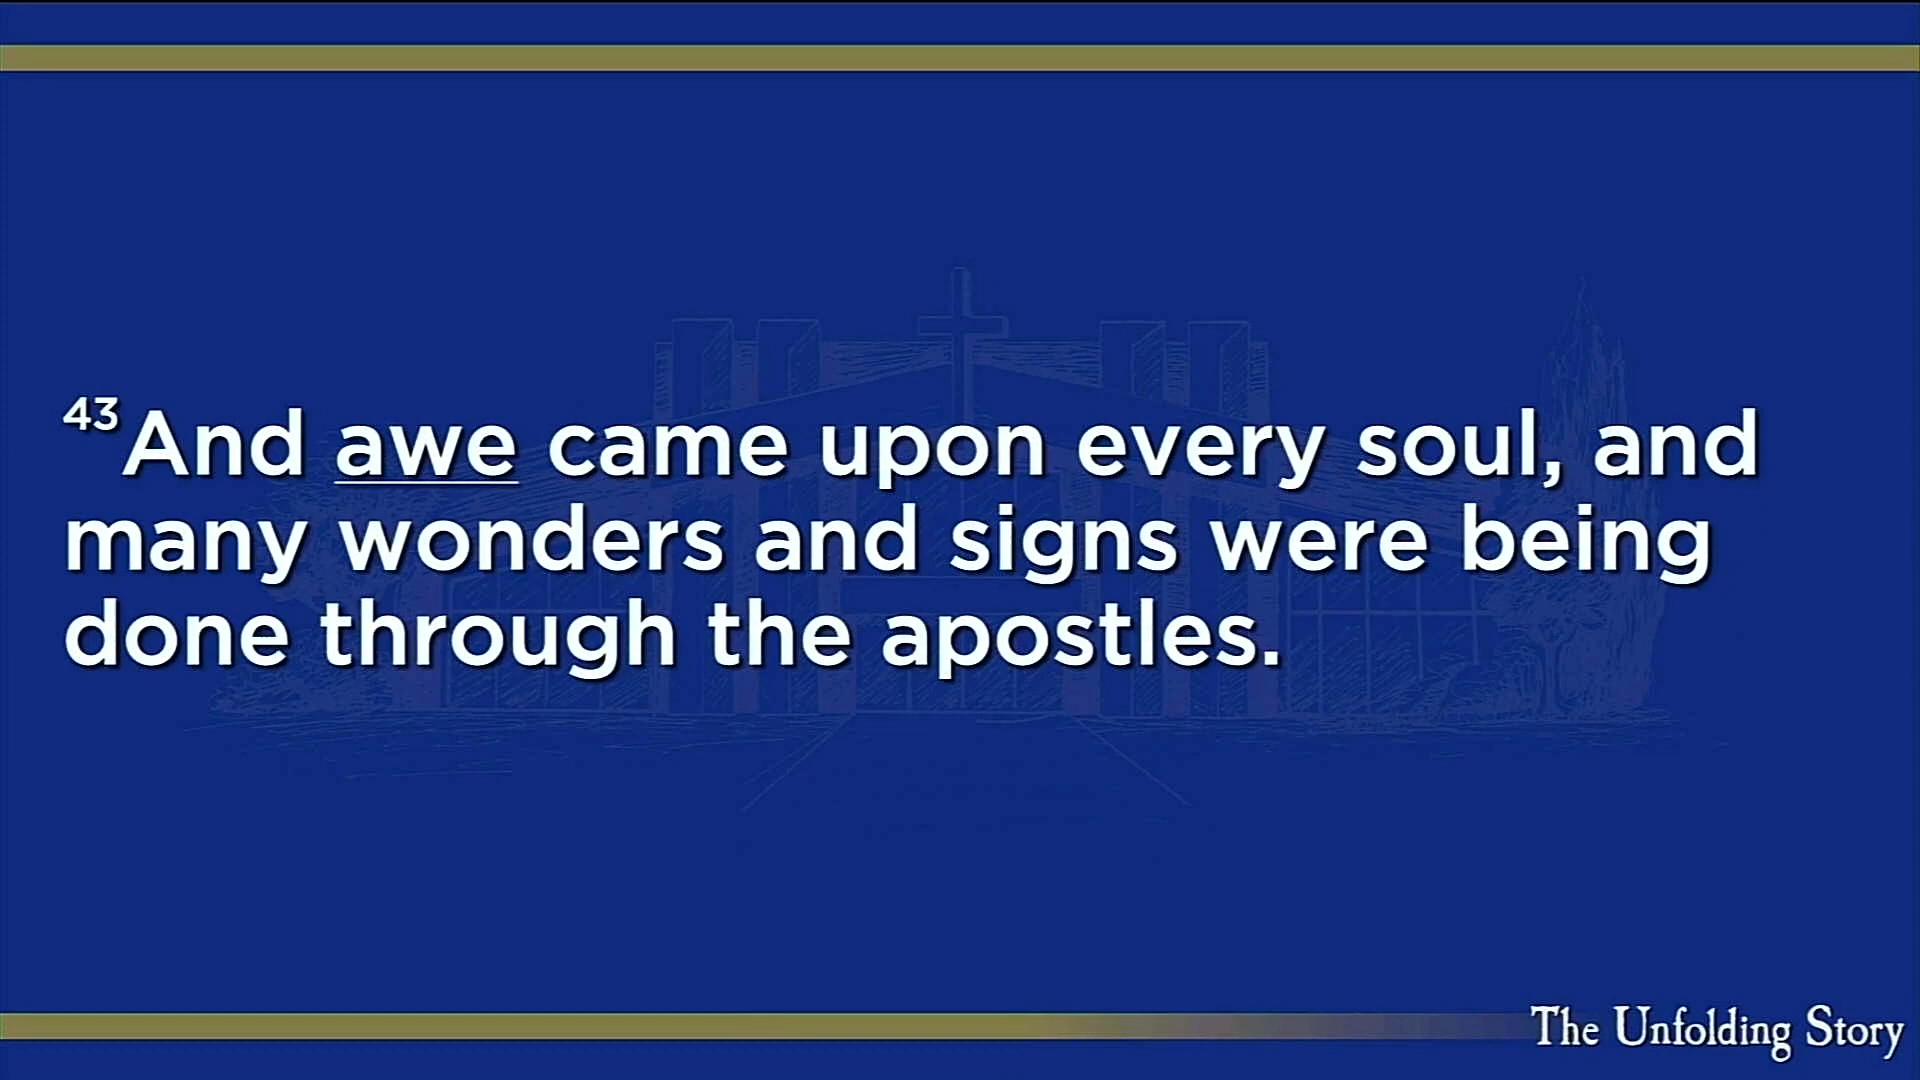 43And awe came upon every soul, and
many wonders and signs were being
done through the apostles.
The Unfolding Story